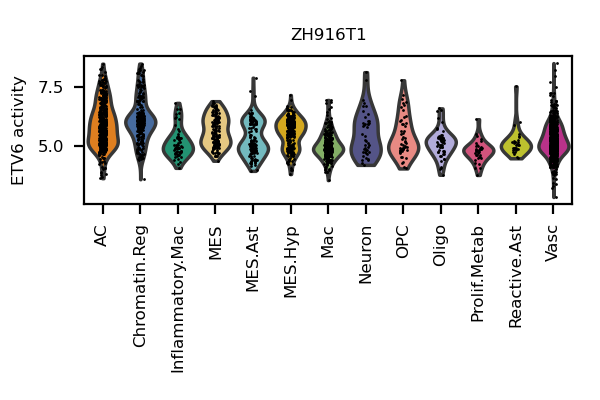 ZH916T1
ETV6 activity
7.5
5.0
AC
Chromatin.Reg
Inflammatory.Mac
MES
MES.Ast
MES.Hyp
Mac
Neuron
OPC
Oligo
Prolif.Metab
Reactive.Ast
Vasc